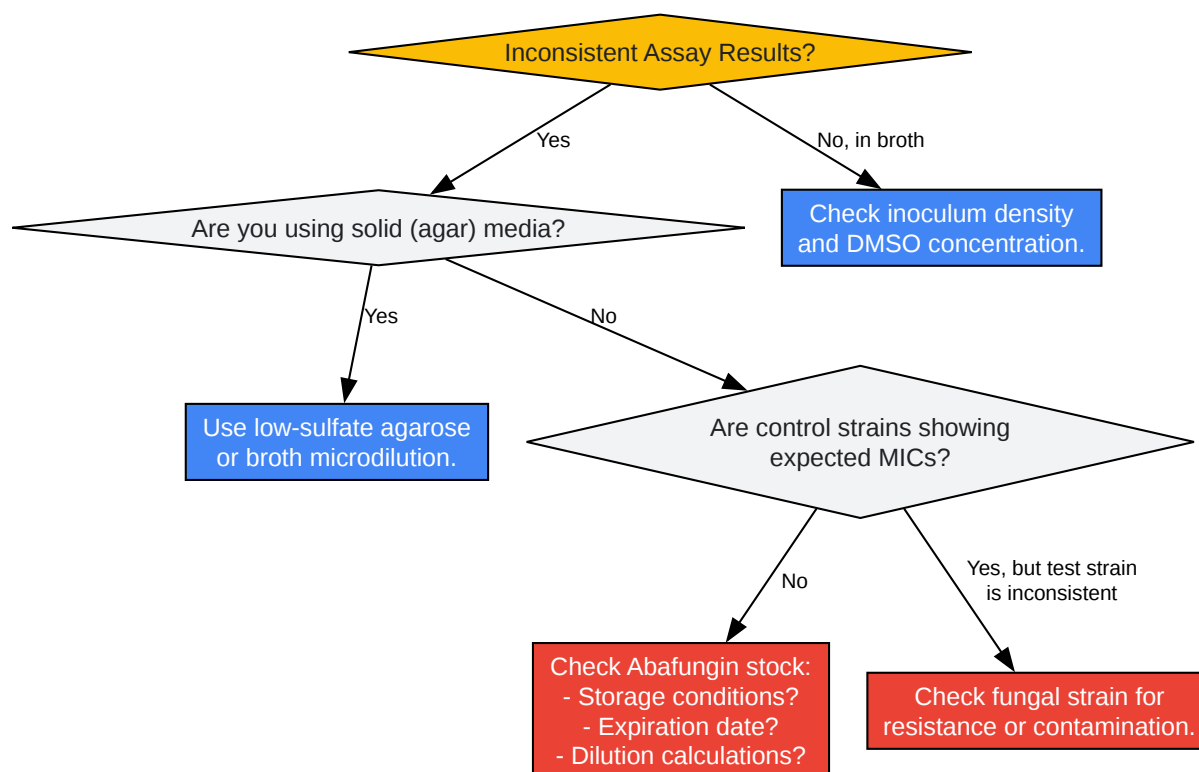 Inconsistent Assay Results?
Yes
No, in broth
Are you using solid (agar) media?
Check inoculum density
and DMSO concentration.
Yes
No
Use low-sulfate agarose
or broth microdilution.
Are control strains showing
expected MICs?
No
Yes, but test strain
is inconsistent
Check Abafungin stock:
- Storage conditions?
- Expiration date?
- Dilution calculations?
Check fungal strain for
resistance or contamination.